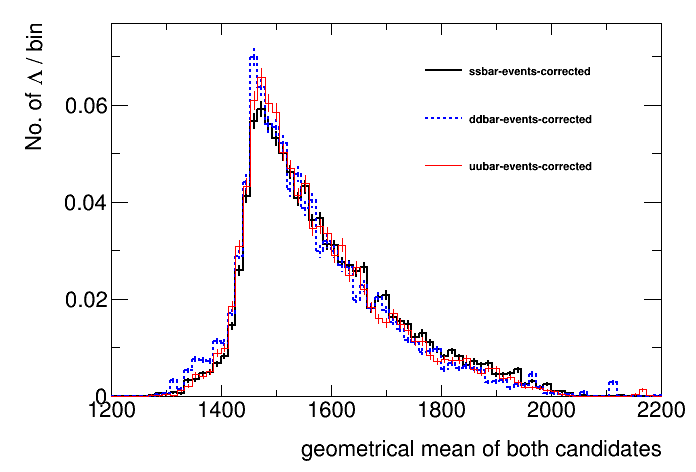 No. of Λ / bin
ssbar-events-corrected
ddbar-events-corrected
uubar-events-corrected
0.06
0.04
0.02
0
1200 1400 1600 1800 2000 2200
geometrical mean of both candidates